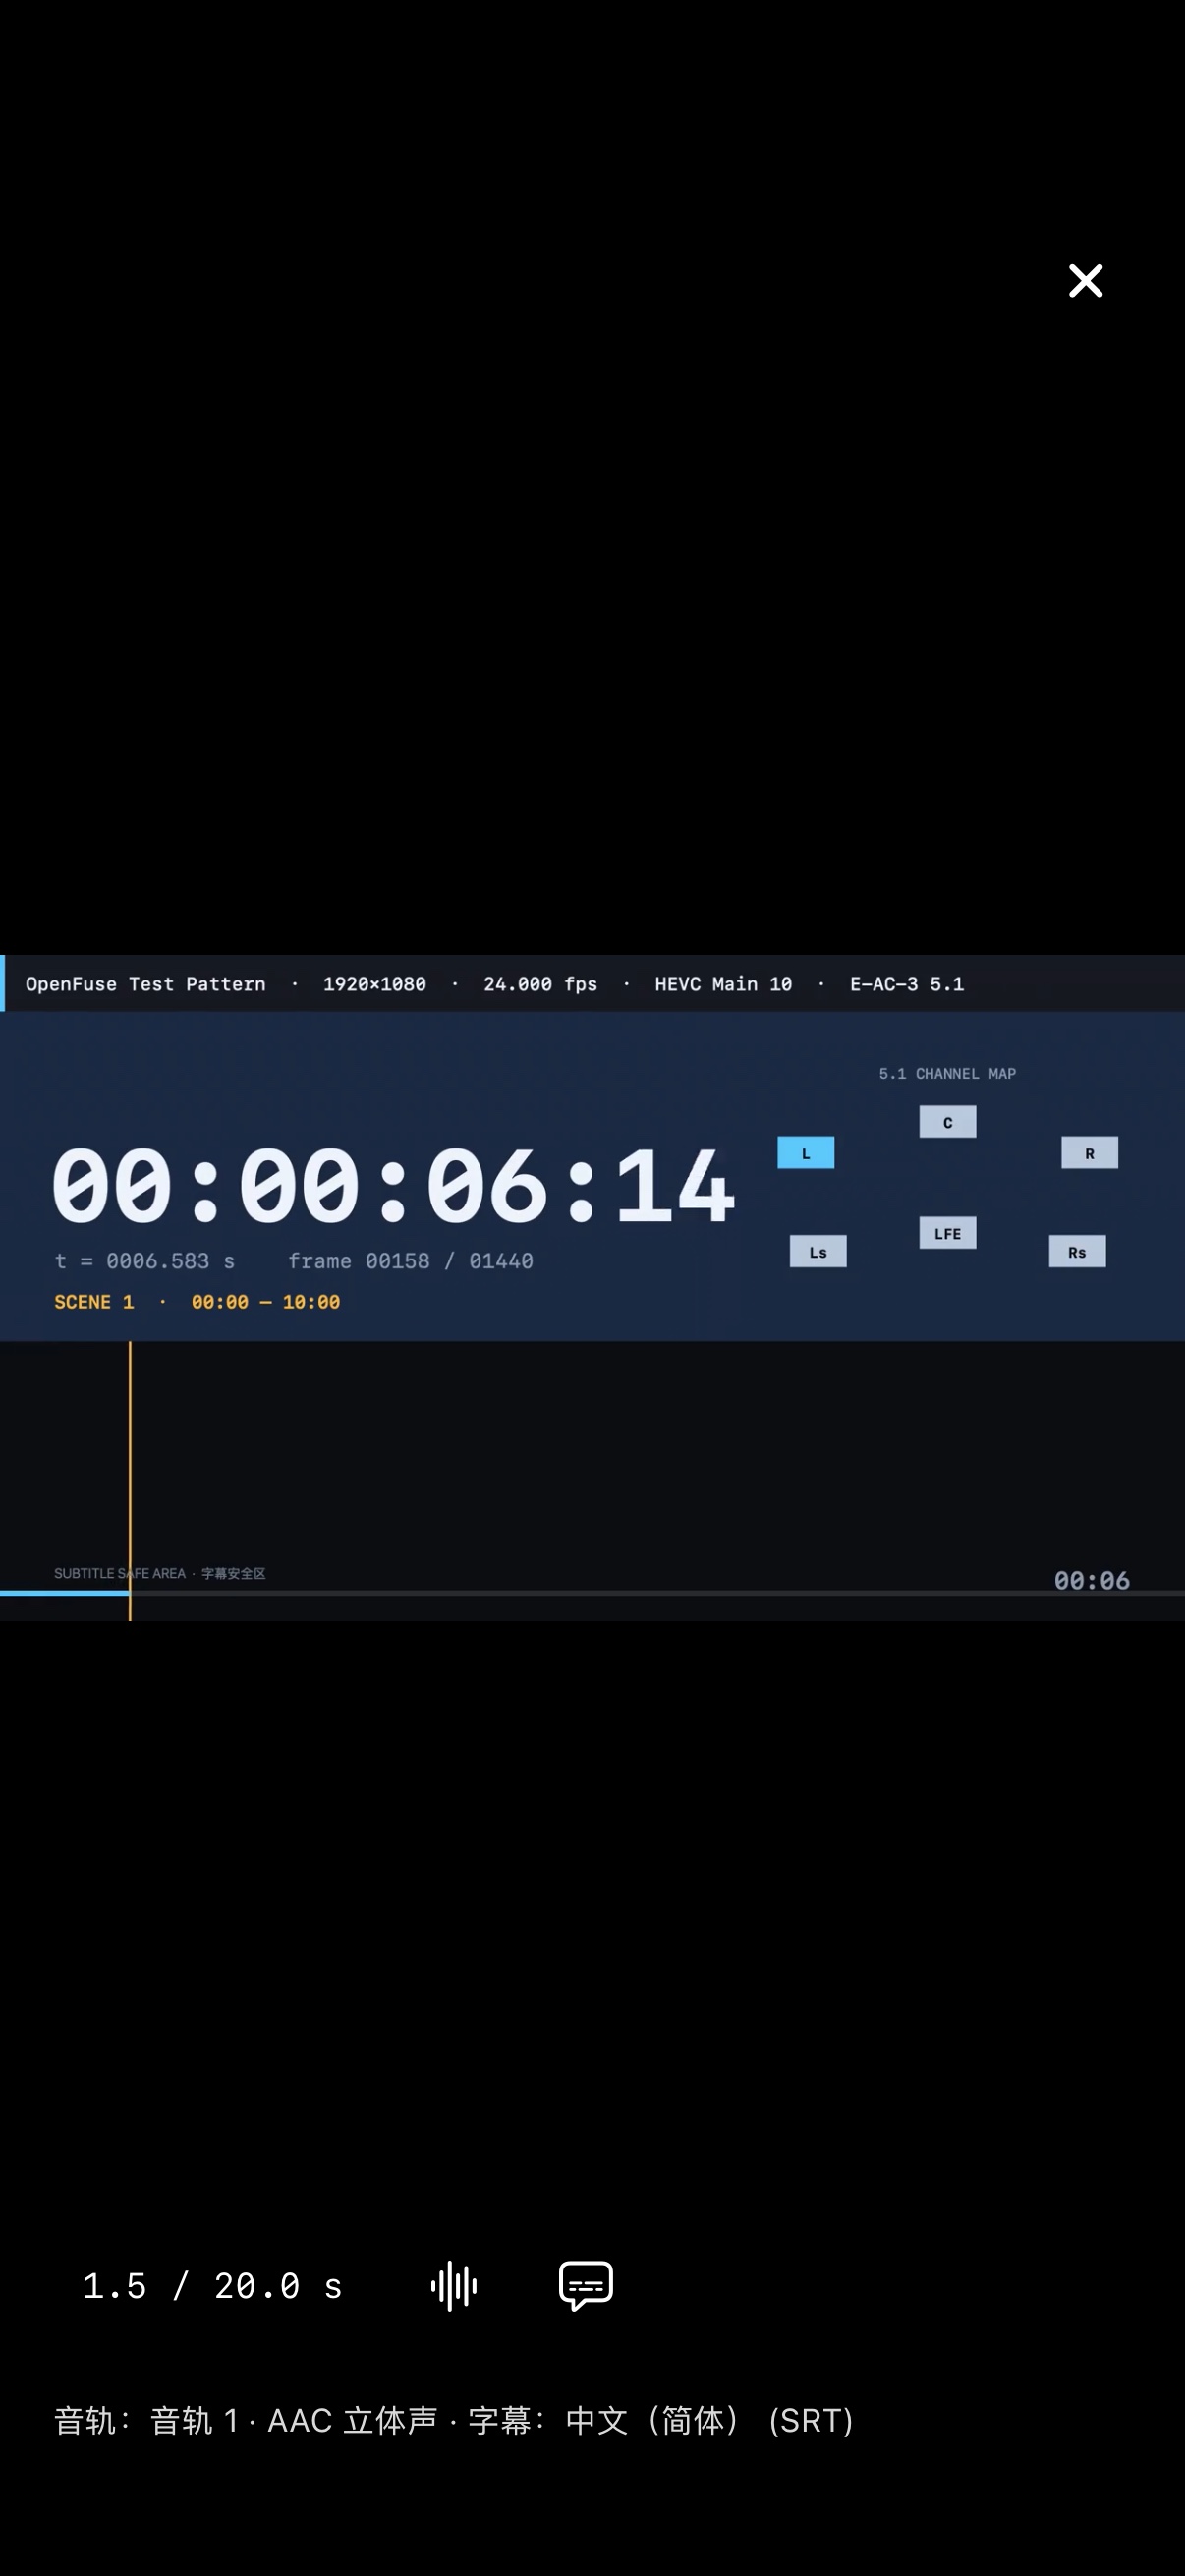 OpenFuse Test Pattern · 1920×1080 · 24.000 fps · HEVC Main 10 · E-AC-3 5.1
5.1 CHANNEL MAP
C
L
R
00:00:06:14
LFE
Ls
Rs
t = 0006.583 s frame 00158 / 01440
SCENE 1 · 00:00 — 10:00
SUBTITLE SAFE AREA · 字幕安全区
00:06
1.5 / 20.0 s
音轨：音轨 1 · AAC 立体声 · 字幕：中文（简体） (SRT)